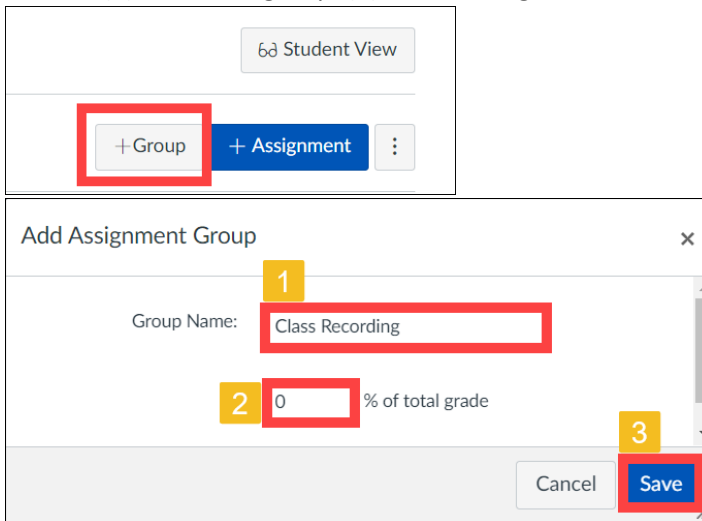 Student View
+Group
+ Assignment
Add Assignment Group
×
1
Group Name:
Class Recording
2
0
% of total grade
3
Cancel
Save